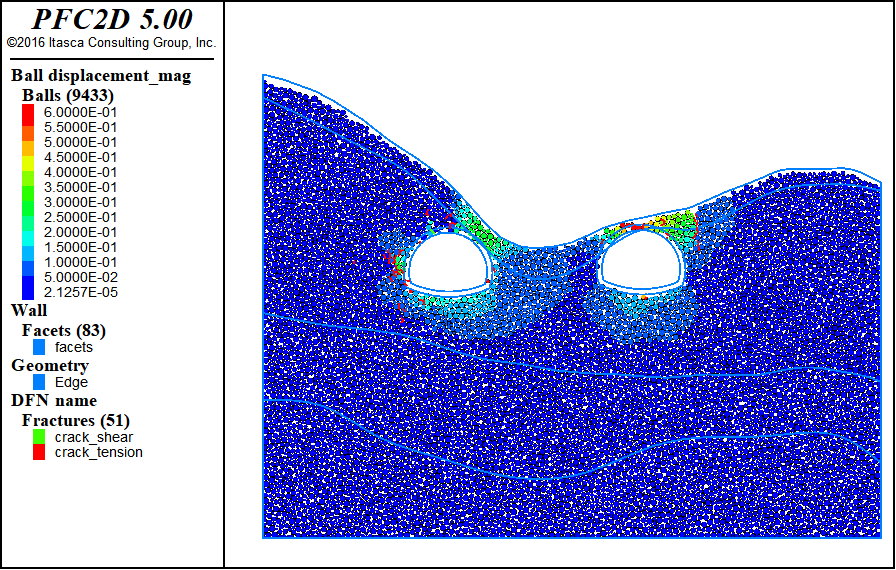 PFC2D 5.00
©2016 Itasca Consulting Group, Inc.
Ball displacement_mag
Balls (9433)
6.0000E-01
5.5000E-01
5.0000E-01
4.5000E-01
4.0000E-01
3.5000E-01
3.0000E-01
2.5000E-01
2.0000E-01
1.5000E-01
1.0000E-01
5.0000E-02
2.1257E-05
Wall
Facets (83)
facets
Geometry
Edge
DFN name
Fractures (51)
crack_shear
crack_tension